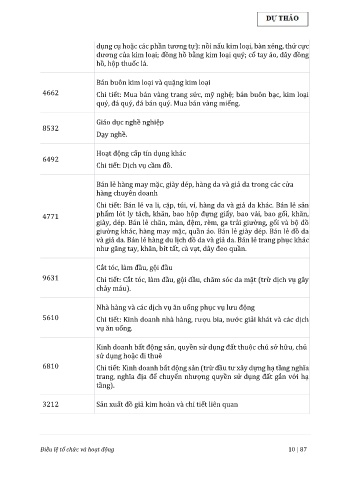 DỰ THẢO
dụng cụ hoặc các phần tương tự): nồi nấu kim loại, bàn xẻng, thứ cực
dương của kim loại; đồng hồ bằng kim loại quý; cổ tay áo, dây đồng
hồ, hộp thuốc lá.
Bán buôn kim loại và quặng kim loại
4662
Chi tiết: Mua bán vàng trang sức, mỹ nghệ; bán buôn bạc, kim loại
quý, đá quý, đá bán quý. Mua bán vàng miếng.
8532
Giáo dục nghề nghiệp
Dạy nghề.
6492
Hoạt động cấp tín dụng khác
Chi tiết: Dịch vụ cầm đồ.
Bán lẻ hàng may mặc, giày dép, hàng da và giả da trong các cửa
hàng chuyên doanh
4771
Chi tiết: Bán lẻ va li, cặp, túi, ví, hàng da và giả da khác. Bán lẻ sản
phẩm lót ly tách, khăn, bao hộp đựng giấy, bao vải, bao gối, khăn,
giày, dép. Bán lẻ chăn, màn, đệm, rèm, ga trải giường, gối và bộ đồ
giường khác, hàng may mặc, quần áo. Bán lẻ giày dép. Bán lẻ đồ da
và giả da. Bán lẻ hàng du lịch đồ da và giả da. Bán lẻ trang phục khác
như găng tay, khăn, bít tất, cà vạt, dây đeo quần.
9631
Cắt tóc, làm đầu, gội đầu
Chi tiết: Cắt tóc, làm đầu, gội đầu, chăm sóc da mặt (trừ dịch vụ gây
chảy máu).
5610
Nhà hàng và các dịch vụ ăn uống phục vụ lưu động
Chi tiết: Kinh doanh nhà hàng, rượu bia, nước giải khát và các dịch
vụ ăn uống.
Kinh doanh bất động sản, quyền sử dụng đất thuộc chủ sở hữu, chủ
sử dụng hoặc đi thuê
6810
Chi tiết: Kinh doanh bất động sản (trừ đầu tư xây dựng hạ tầng nghĩa
trang, nghĩa địa để chuyển nhượng quyền sử dụng đất gắn với hạ
tầng).
3212
Sản xuất đồ giả kim hoàn và chi tiết liên quan
Điều lệ tổ chức và hoạt động
10 | 87